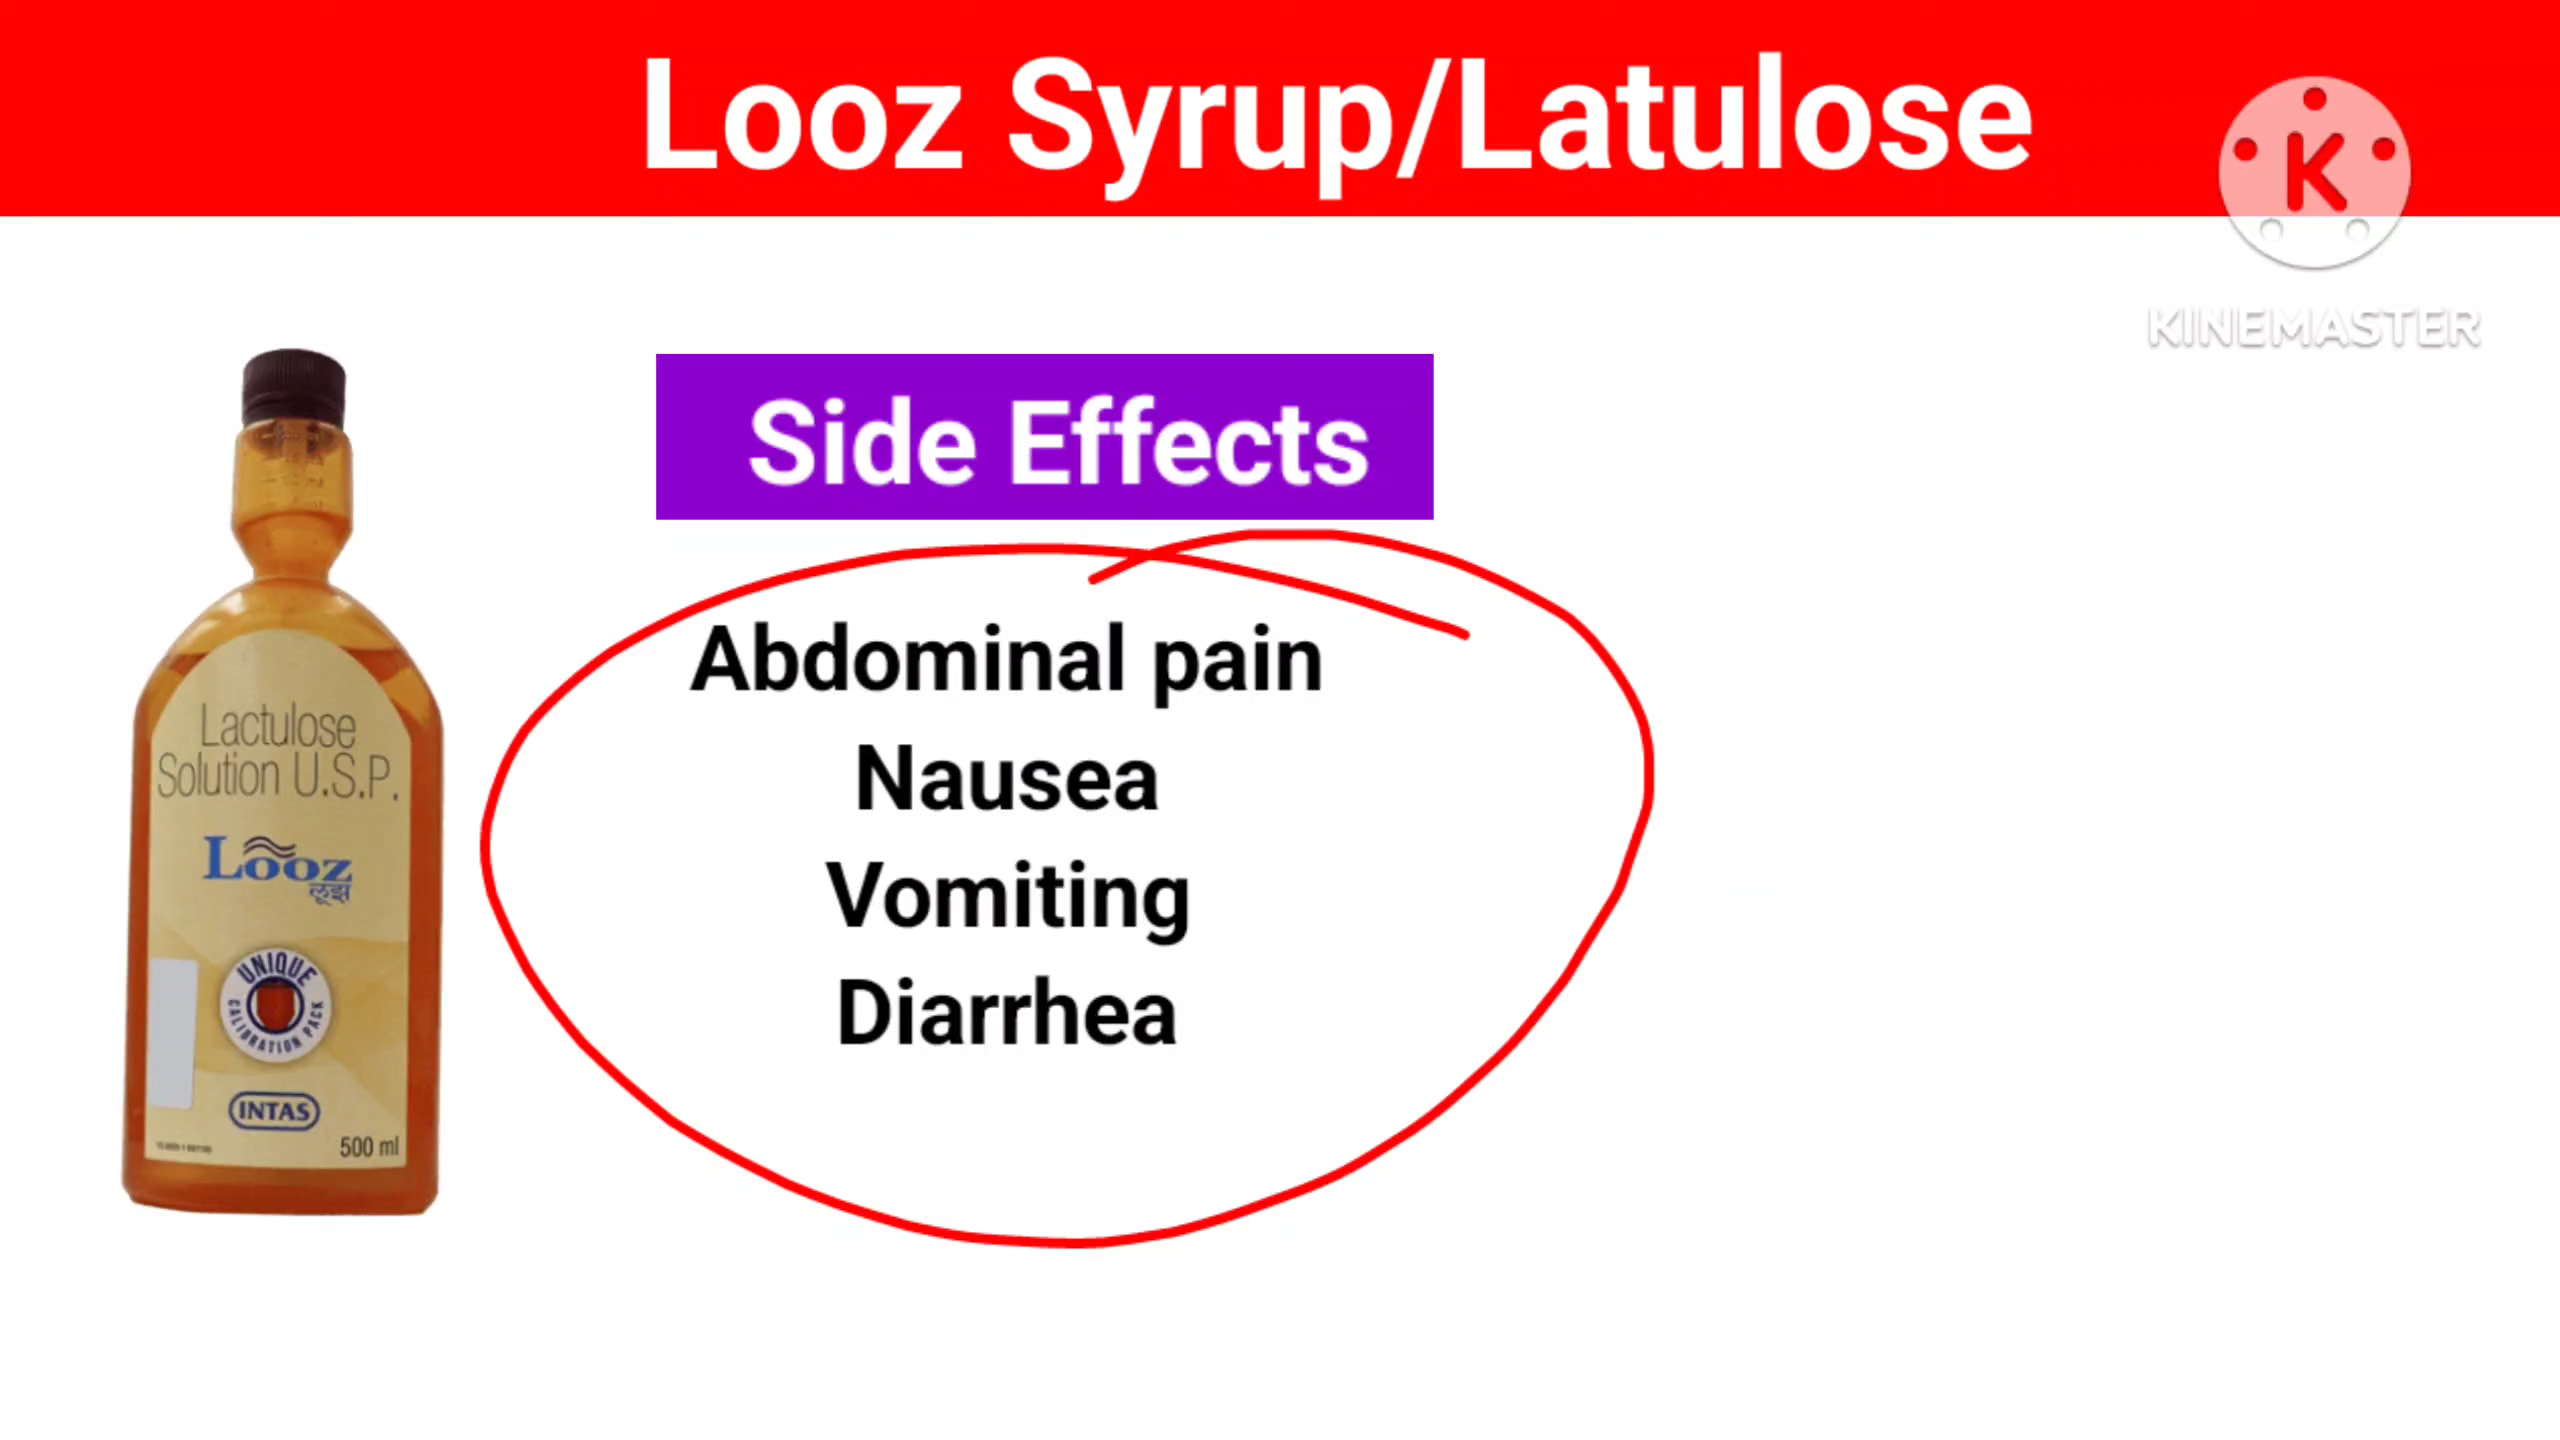 Looz Syrup/Latulose
K
KINEMASTER
Side Effects
Abdominal pain
Nausea
Vomiting
Diarrhea
Lactulose
Solution U.S.P.
Looz
लूझ
UNIQUE
CALIBRATION PACK
INTAS
500 ml